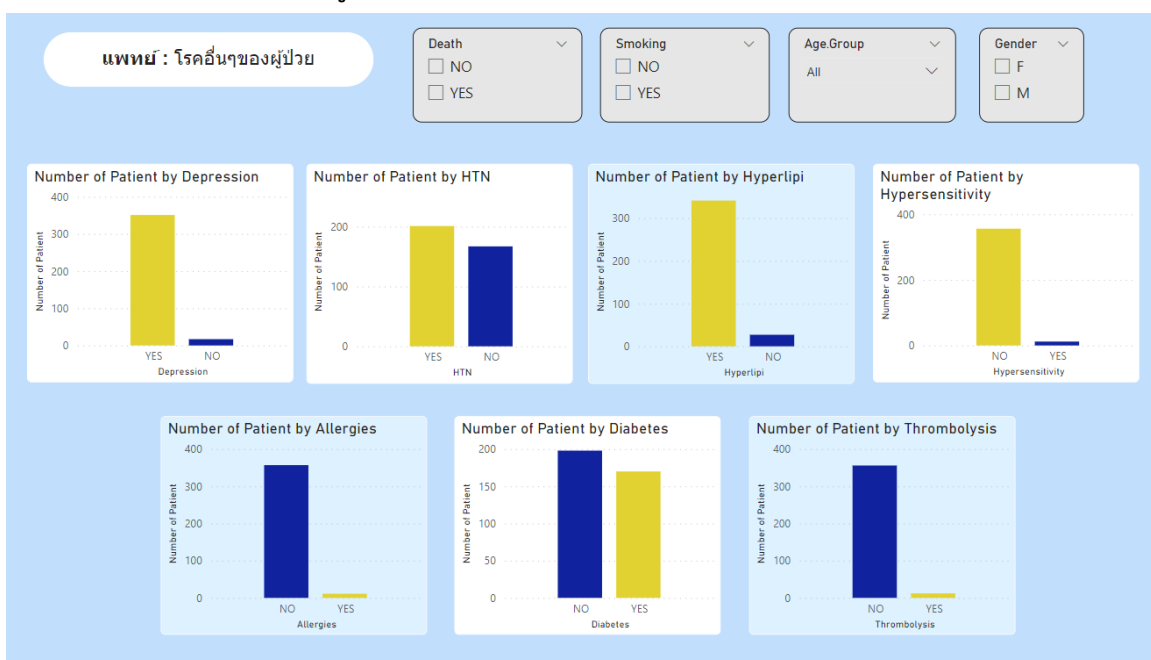 แพทย์ : โรคอื่นๆของผู้ป่วย
Death
NO
YES
Smoking
NO
YES
Age.Group
All
Gender
F
M
Number of Patient by Depression
Number of Patient
400
300
200
100
0
YES
NO
Depression
Number of Patient by HTN
Number of Patient
200
100
0
YES
NO
HTN
Number of Patient by Hyperlipi
Number of Patient
300
200
100
0
YES
NO
Hyperlipi
Number of Patient by
Hypersensitivity
Number of Patient
400
200
0
NO
YES
Hypersensitivity
Number of Patient by Allergies
Number of Patient
400
300
200
100
0
NO
YES
Allergies
Number of Patient by Diabetes
Number of Patient
200
150
100
50
0
NO
YES
Diabetes
Number of Patient by Thrombolysis
Number of Patient
400
300
200
100
0
NO
YES
Thrombolysis